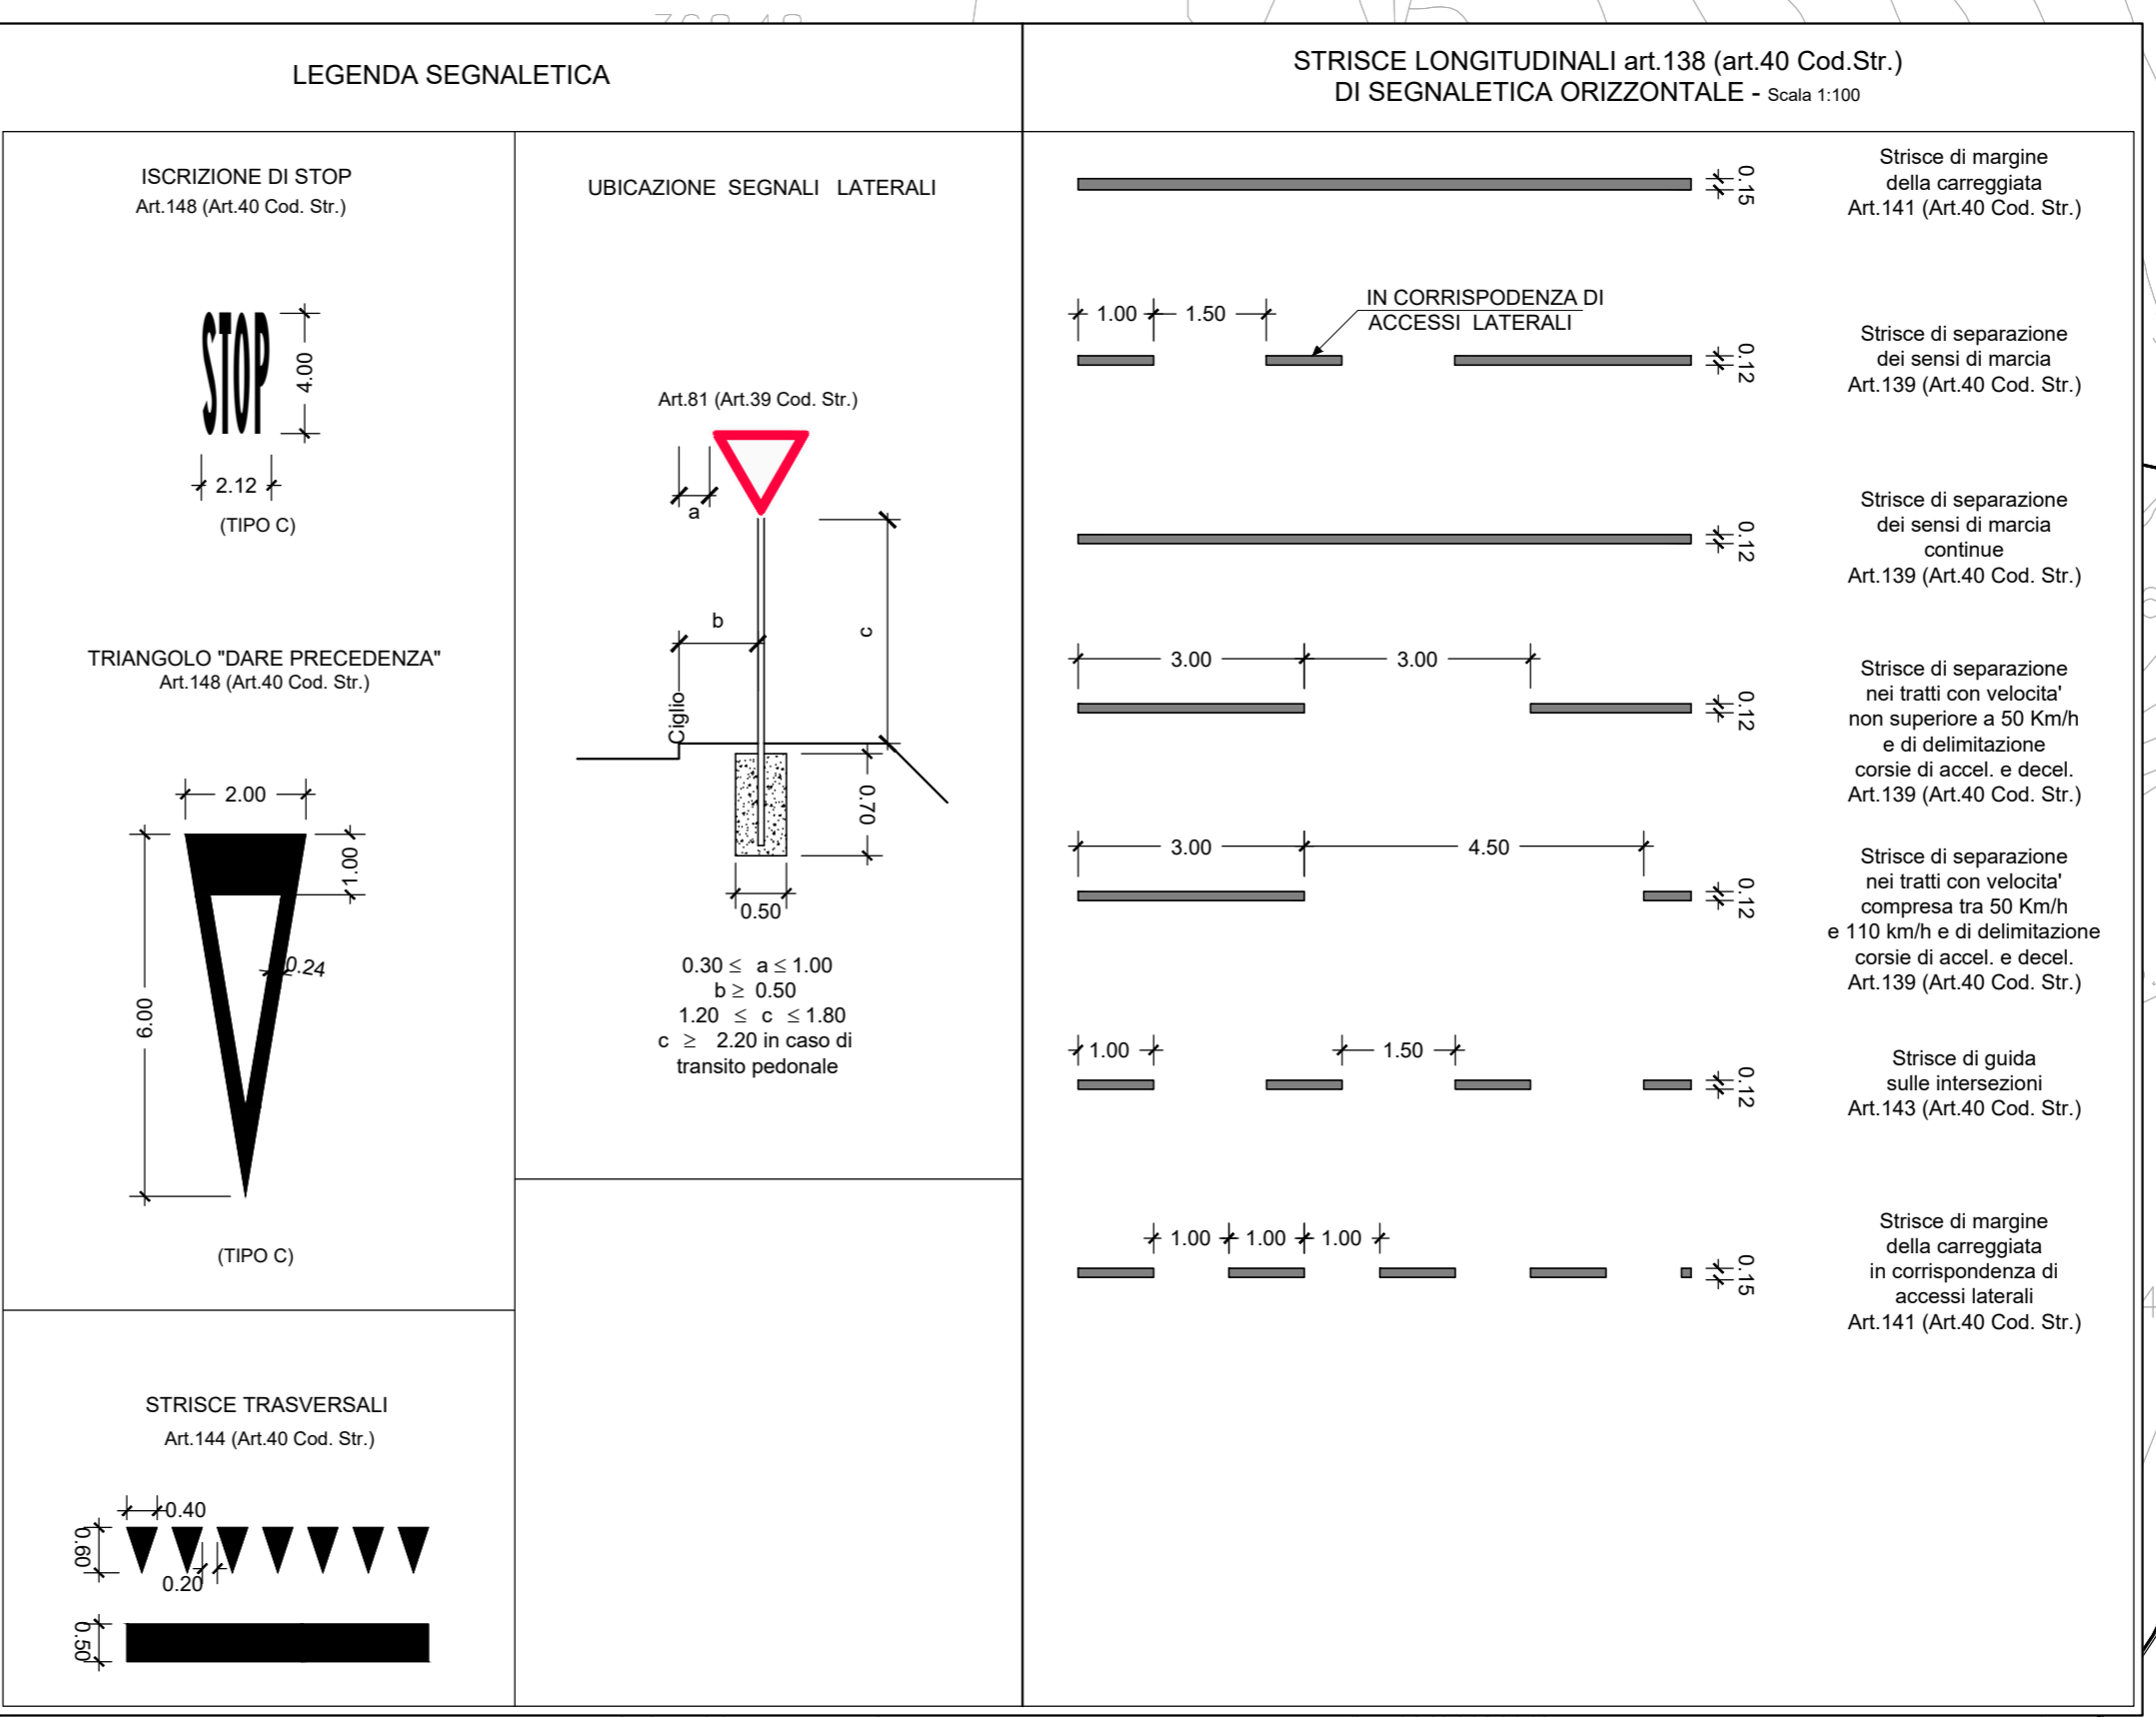 LEGENDA SEGNALETICA
ISCRIZIONE DI STOP
Art.148 (Art.40 Cod. Str.)
STOP
4.00
2.12
(TIPO C)
TRIANGOLO "DARE PRECEDENZA"
Art.148 (Art.40 Cod. Str.)
2.00
1.00
0.24
6.00
(TIPO C)
STRISCE TRASVERSALI
Art.144 (Art.40 Cod. Str.)
0.40
0.60
0.20
0.50
UBICAZIONE SEGNALI LATERALI
Art.81 (Art.39 Cod. Str.)
a
b
c
Ciglio
0.70
0.50
0.30 ≤ a ≤ 1.00
b ≥ 0.50
1.20 ≤ c ≤ 1.80
c ≥ 2.20 in caso di
transito pedonale
STRISCE LONGITUDINALI art.138 (art.40 Cod.Str.)
DI SEGNALETICA ORIZZONTALE - Scala 1:100
0.15
Strisce di margine
della carreggiata
Art.141 (Art.40 Cod. Str.)
1.00
1.50
IN CORRISPODENZA DI
ACCESSI LATERALI
0.12
Strisce di separazione
dei sensi di marcia
Art.139 (Art.40 Cod. Str.)
0.12
Strisce di separazione
dei sensi di marcia
continue
Art.139 (Art.40 Cod. Str.)
3.00
3.00
0.12
Strisce di separazione
nei tratti con velocita'
non superiore a 50 Km/h
e di delimitazione
corsie di accel. e decel.
Art.139 (Art.40 Cod. Str.)
3.00
4.50
0.12
Strisce di separazione
nei tratti con velocita'
compresa tra 50 Km/h
e 110 km/h e di delimitazione
corsie di accel. e decel.
Art.139 (Art.40 Cod. Str.)
1.00
1.50
0.12
Strisce di guida
sulle intersezioni
Art.143 (Art.40 Cod. Str.)
1.00
1.00
1.00
0.15
Strisce di margine
della carreggiata
in corrispondenza di
accessi laterali
Art.141 (Art.40 Cod. Str.)